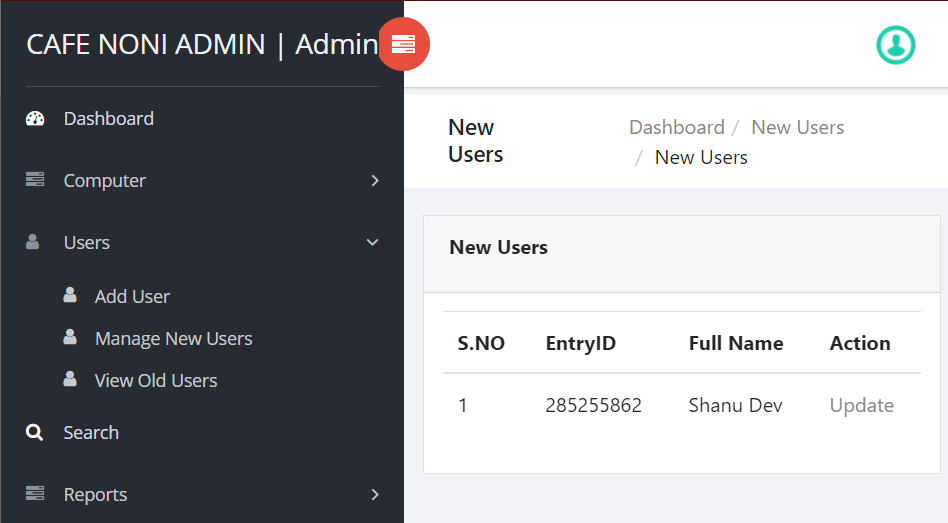 CAFE NONI ADMIN | Admin
Dashboard
Computer
Users
Add User
Manage New Users
View Old Users
Search
Reports
New
Users
Dashboard / New Users
/ New Users
New Users
S.NO EntryID Full Name Action
1 285255862 Shanu Dev Update